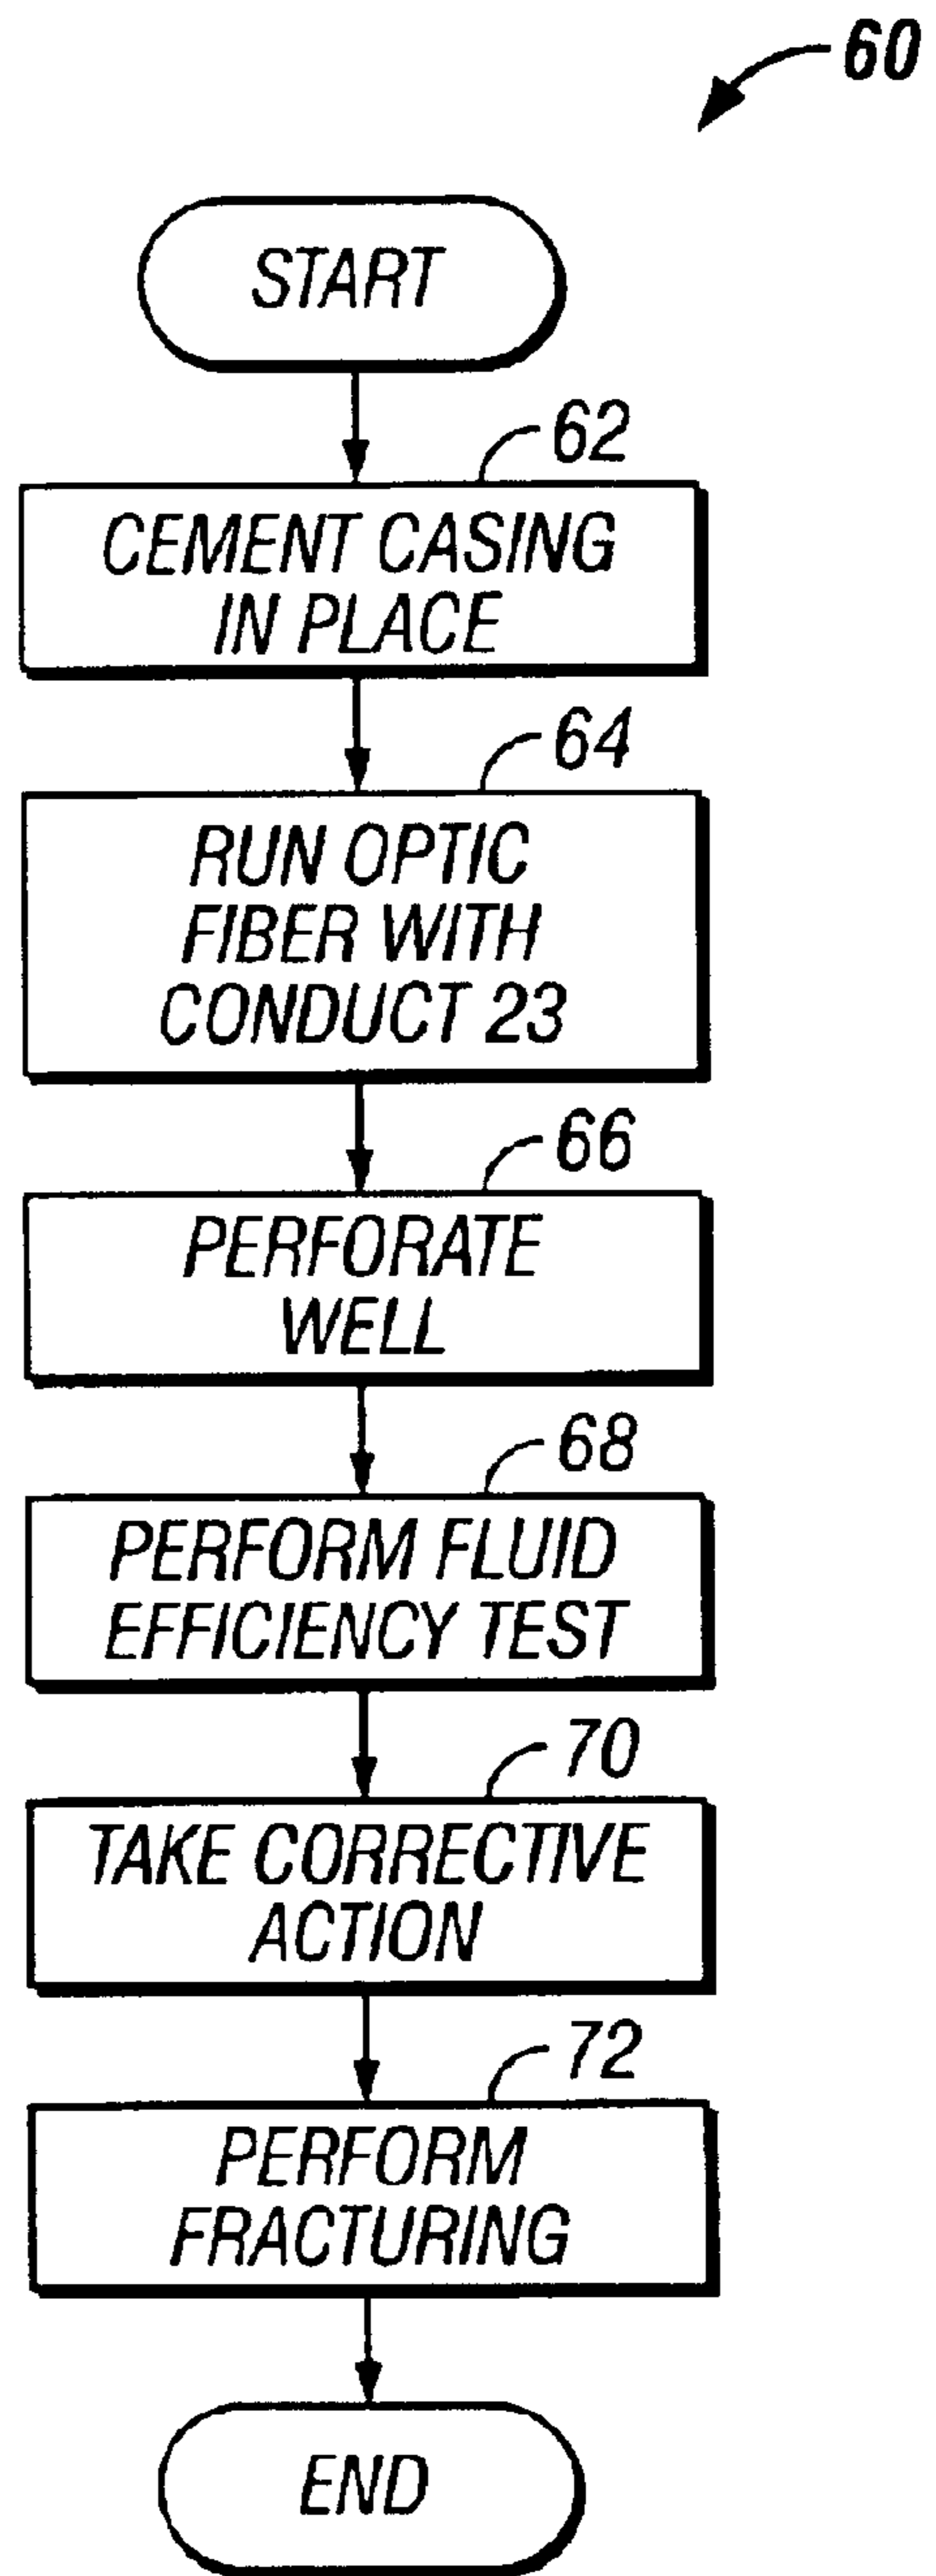 60
START
62
CEMENT CASING
IN PLACE
64
RUN OPTIC
FIBER WITH
CONDUCT 23
66
PERFORATE
WELL
68
PERFORM FLUID
EFFICIENCY TEST
70
TAKE CORRECTIVE
ACTION
72
PERFORM
FRACTURING
END